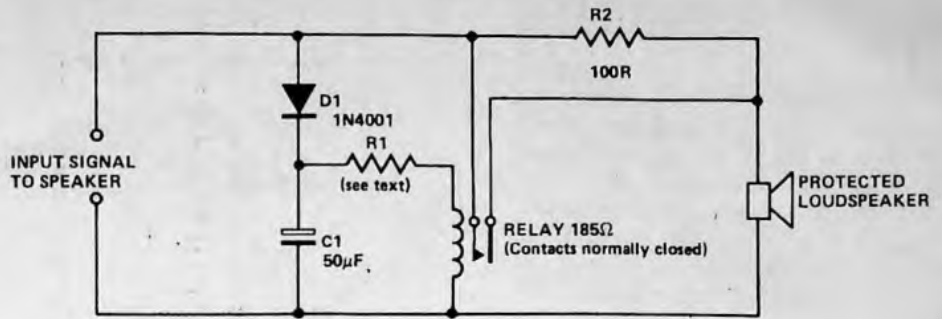 R2
100R
D1
1N4001
R1
(see text)
INPUT SIGNAL
TO SPEAKER
C1
50µF
RELAY 185Ω
(Contacts normally closed)
PROTECTED
LOUDSPEAKER